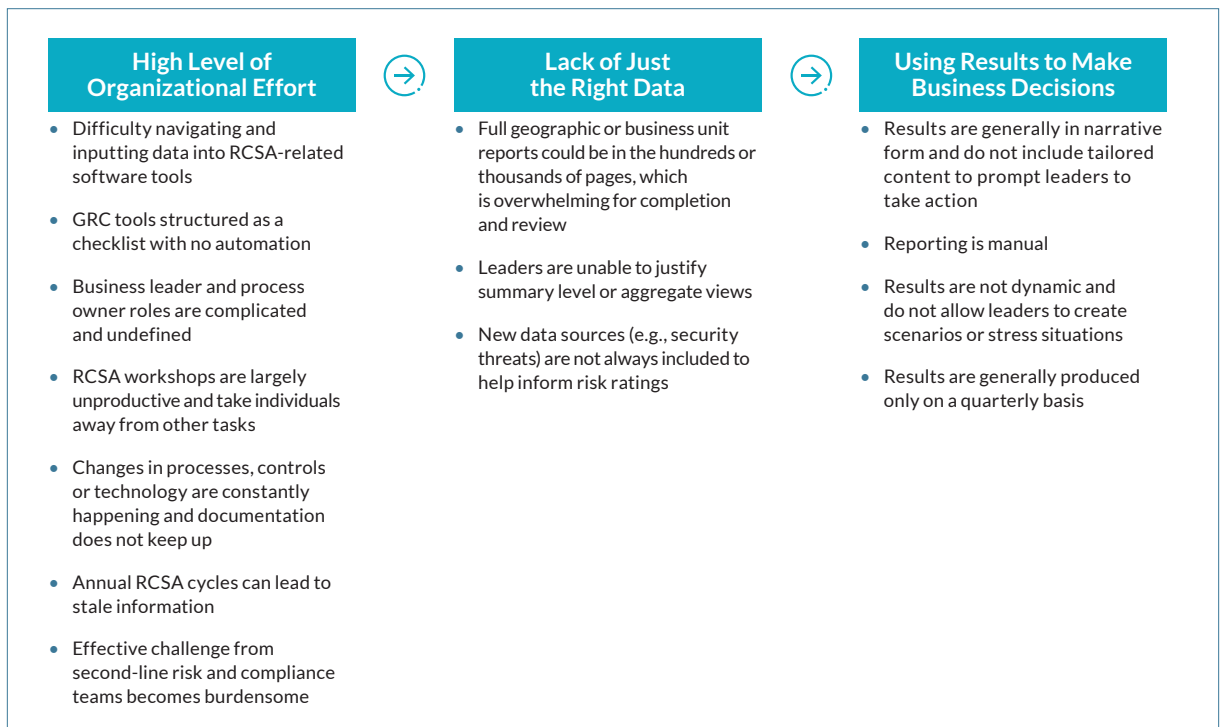 High Level of
Organizational Effort
• Difficulty navigating and
inputting data into RCSA-related
software tools
• GRC tools structured as a
checklist with no automation
• Business leader and process
owner roles are complicated
and undefined
• RCSA workshops are largely
unproductive and take individuals
away from other tasks
• Changes in processes, controls
or technology are constantly
happening and documentation
does not keep up
• Annual RCSA cycles can lead to
stale information
• Effective challenge from
second-line risk and compliance
teams becomes burdensome
Lack of Just
the Right Data
• Full geographic or business unit
reports could be in the hundreds or
thousands of pages, which
is overwhelming for completion
and review
• Leaders are unable to justify
summary level or aggregate views
• New data sources (e.g., security
threats) are not always included to
help inform risk ratings
Using Results to Make
Business Decisions
• Results are generally in narrative
form and do not include tailored
content to prompt leaders to
take action
• Reporting is manual
• Results are not dynamic and
do not allow leaders to create
scenarios or stress situations
• Results are generally produced
only on a quarterly basis